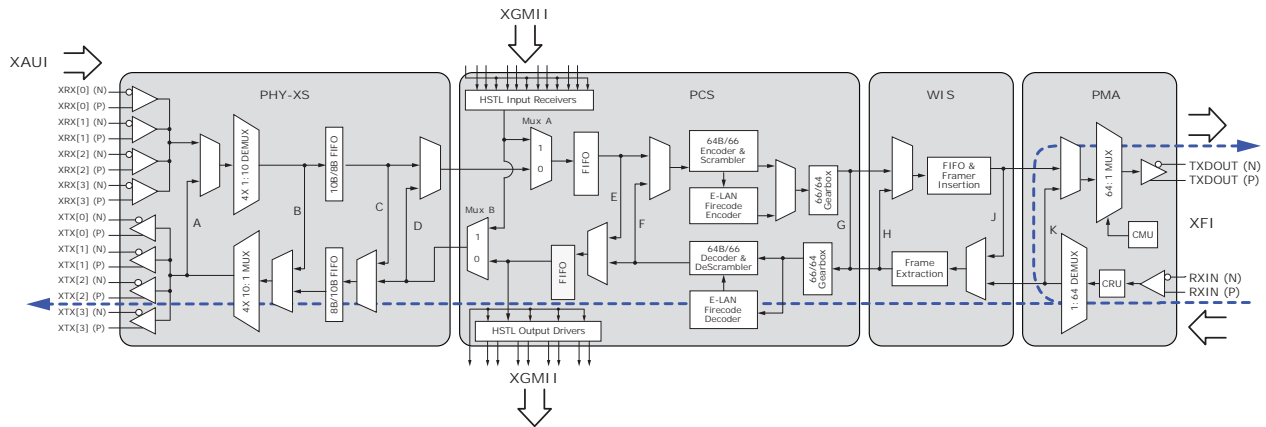 XGMII
XAUI
PHY-XS
PCS
WIS
PMA
XRX[0] (N)
XRX[0] (P)
XRX[1] (N)
XRX[1] (P)
XRX[2] (N)
XRX[2] (P)
XRX[3] (N)
XRX[3] (P)
XTX[0] (N)
XTX[0] (P)
XTX[1] (N)
XTX[1] (P)
XTX[2] (N)
XTX[2] (P)
XTX[3] (N)
XTX[3] (P)
A
4X 1:10 DEMUX
4X 10:1 MUX
B
10B/8B FIFO
8B/10B FIFO
C
D
HSTL Input Receivers
Mux A
1
0
Mux B
1
0
FIFO
FIFO
HSTL Output Drivers
E
F
64B/66
Encoder &
Scrambler
E-LAN
Firecode
Encoder
64B/66
Decoder &
DeScrambler
E-LAN
Firecode
Decoder
66/64
Gearbox
66/64
Gearbox
G
H
FIFO &
Framer
Insertion
Frame
Extraction
J
K
64:1 MUX
CMU
1:64 DEMUX
CRU
TXDOUT (N)
TXDOUT (P)
XFI
RXIN (N)
RXIN (P)
XGMII